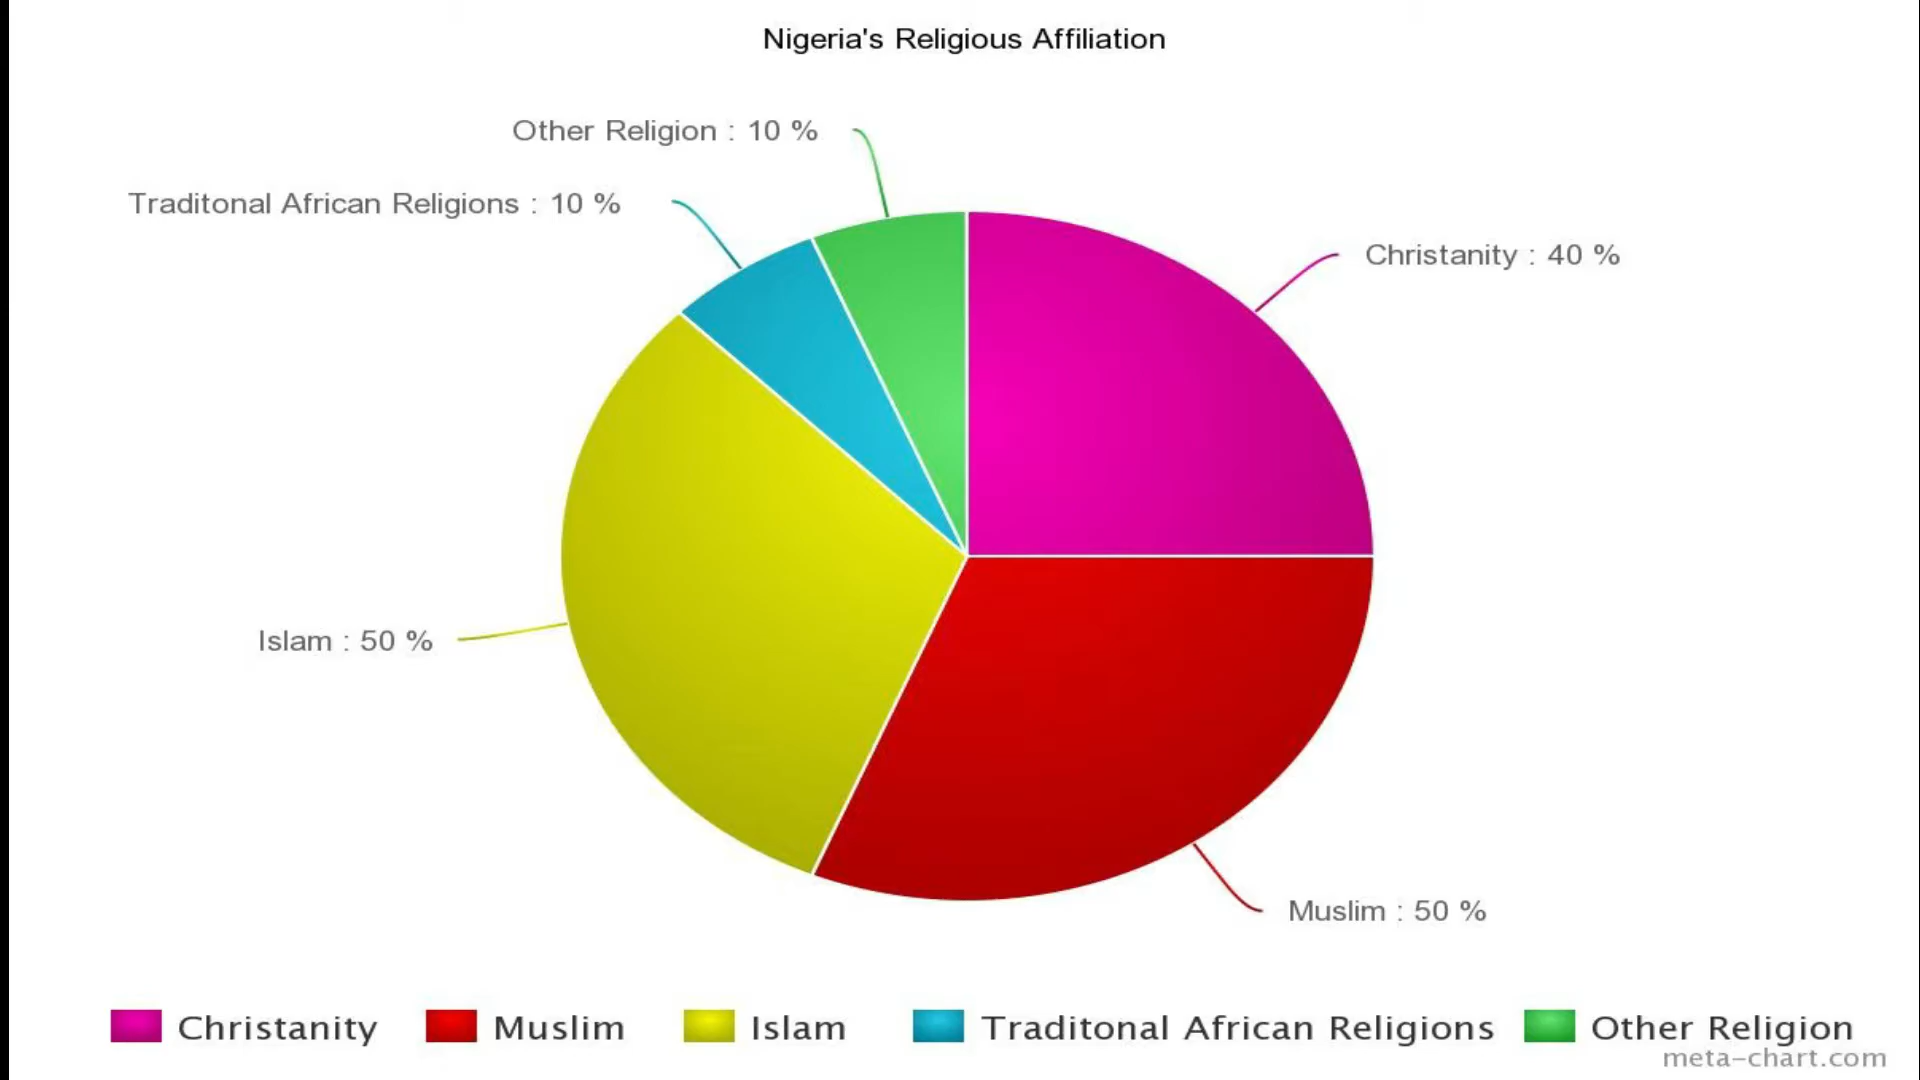 Nigeria's Religious Affiliation
Other Religion : 10 %
Traditonal African Religions : 10 %
Christanity : 40 %
Islam : 50 %
Muslim : 50 %
Christanity Muslim Islam Traditonal African Religions Other Religion
meta-chart.com